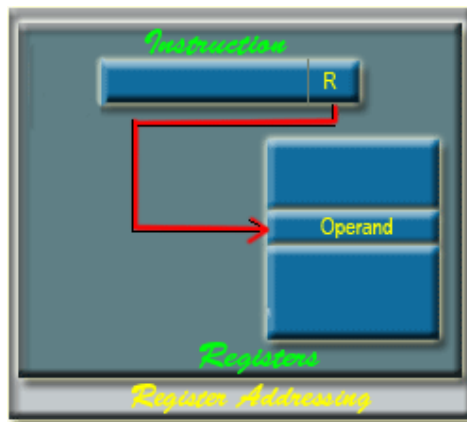 Instruction
R
Operand
Registers
Register Addressing